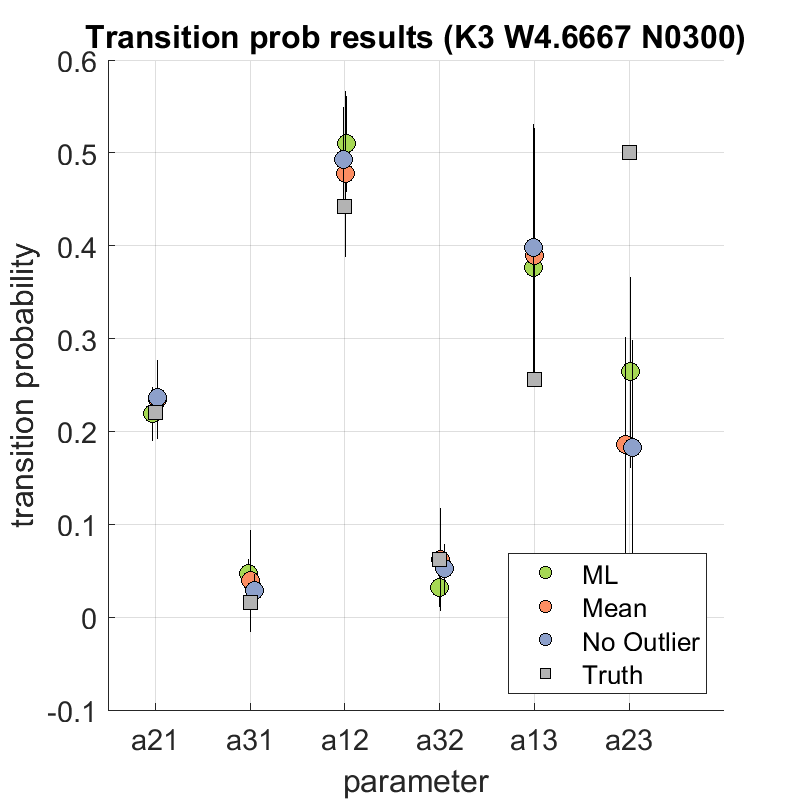 Transition prob results (K3 W4.6667 N0300)
0.6
0.5
0.4
0.3
0.2
0.1
0
-0.1
transition probability
ML
Mean
No Outlier
Truth
a21 a31 a12 a32 a13 a23
parameter